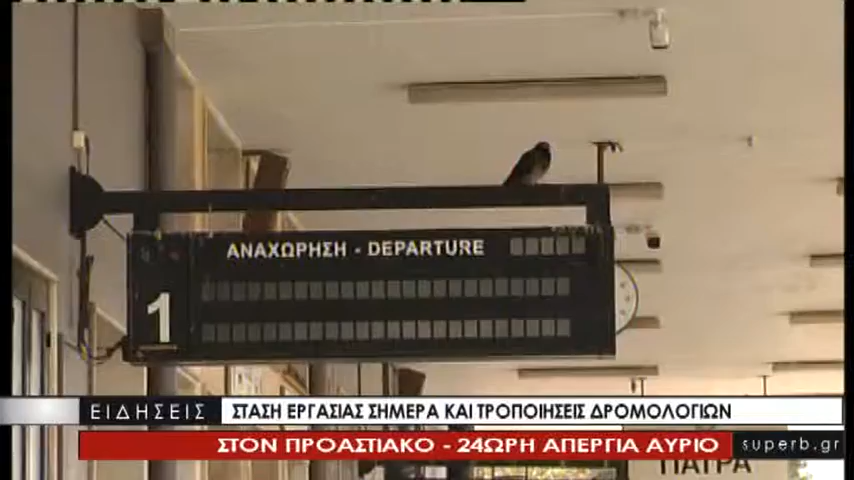 ΑΝΑΧΩΡΗΣΗ - DEPARTURE
1
ΕΙΔΗΣΕΙΣ ΣΤΑΣΗ ΕΡΓΑΣΙΑΣ ΣΗΜΕΡΑ ΚΑΙ ΤΡΟΠΟΙΗΣΕΙΣ ΔΡΟΜΟΛΟΓΙΩΝ
ΣΤΟΝ ΠΡΟΑΣΤΙΑΚΟ - 24ΩΡΗ ΑΠΕΡΓΙΑ ΑΥΡΙΟ superb.gr
ΠΑΤΡΑ